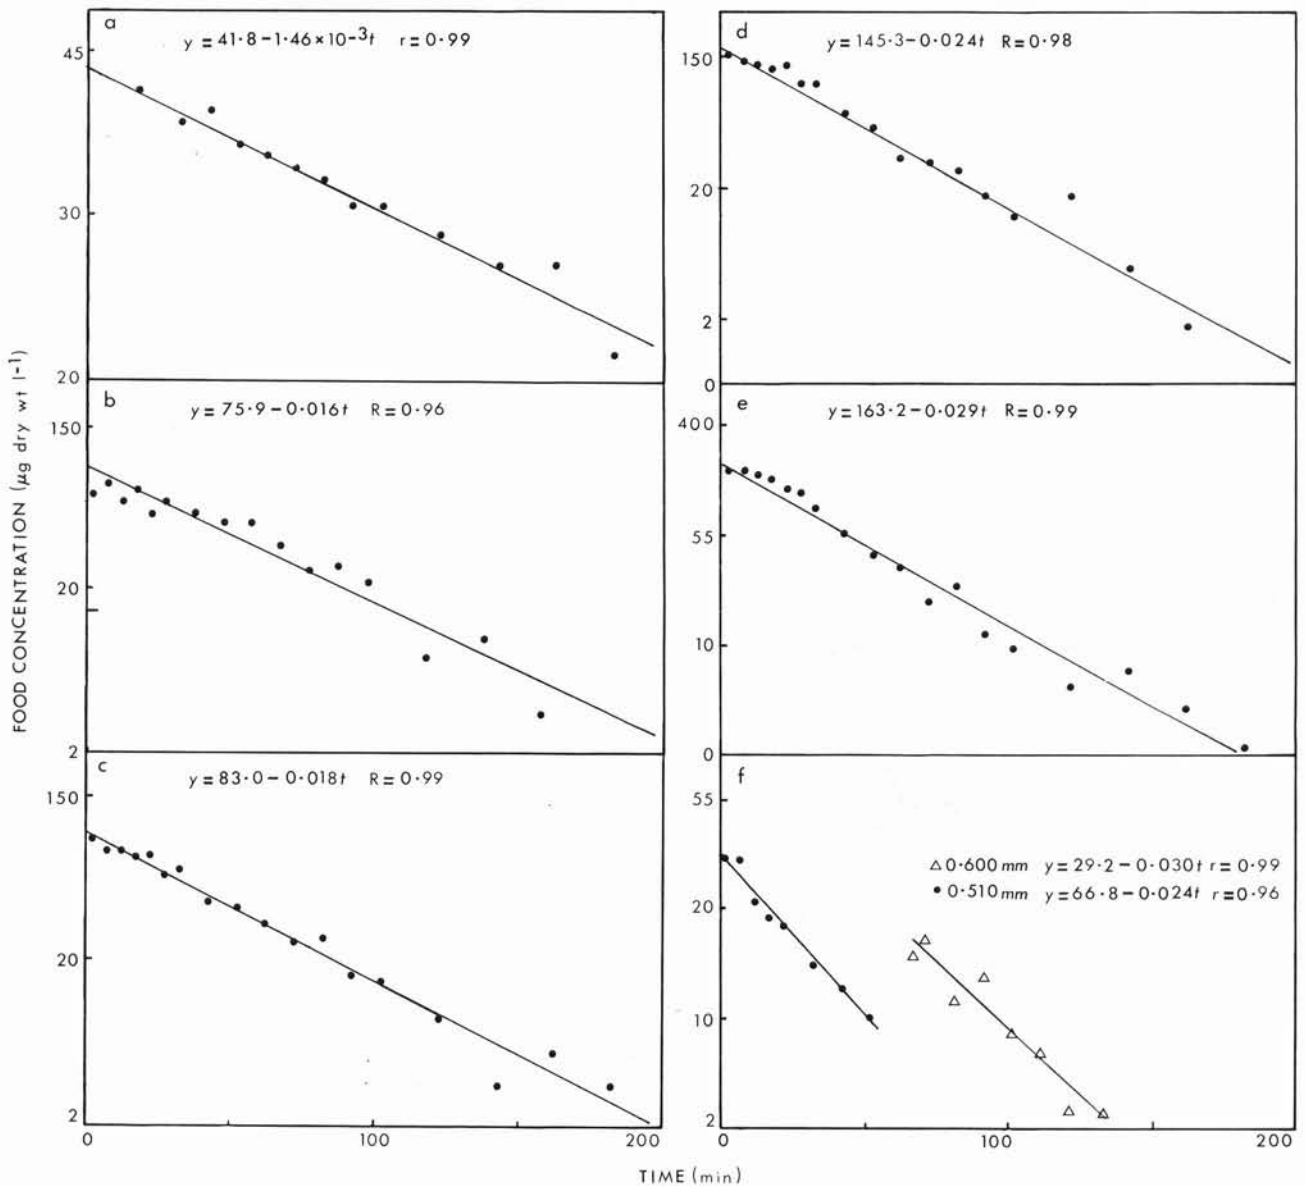 a
y = 41·8–1·46×10-3t r = 0·99
45
30
20
b
y = 75·9–0·016t R = 0·96
150
20
2
c
y = 83·0–0·018t R = 0·99
150
20
2
0 100 200
d
y = 145·3–0·024t R = 0·98
150
20
2
0
e
y = 163·2–0·029t R = 0·99
400
55
10
0
f
△ 0·600 mm y = 29·2–0·030t r = 0·99
● 0·510 mm y = 66·8–0·024t r = 0·96
55
20
10
2
0 100 200
FOOD CONCENTRATION (μg dry wt l-1)
TIME (min)